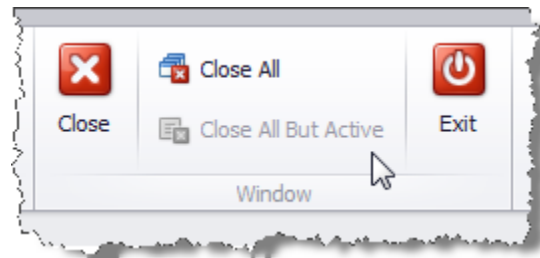 Close
Close All
Close All But Active
Exit
Window